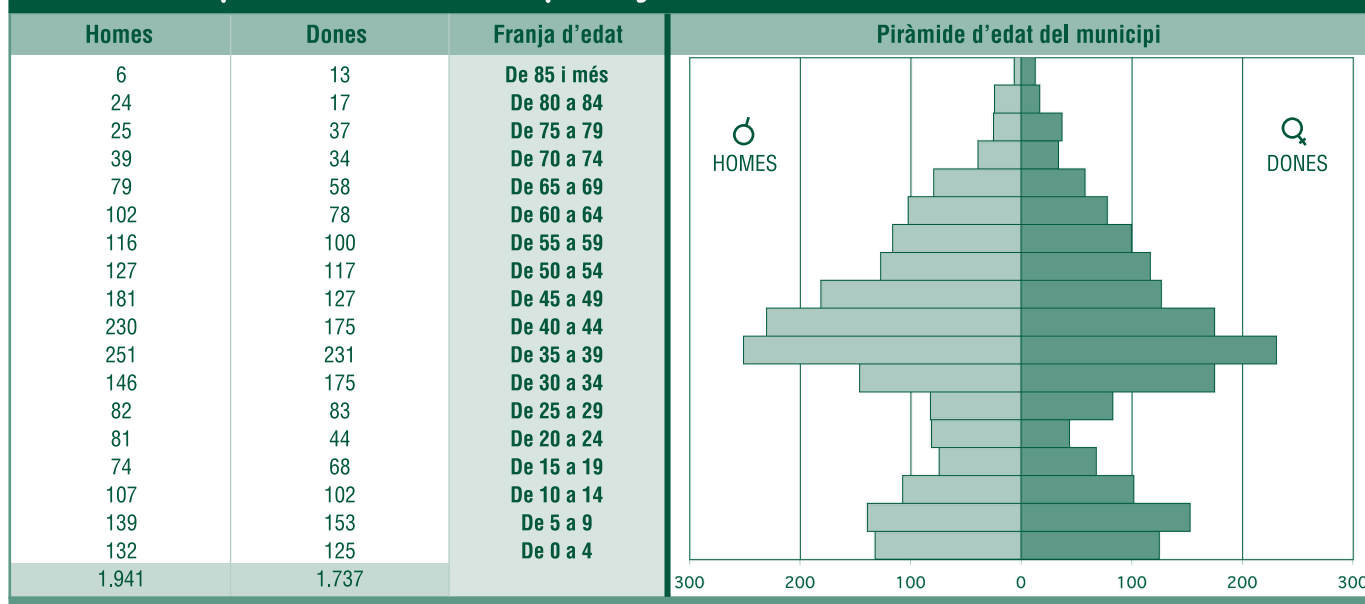 Homes Dones Franja d'edat Piràmide d'edat del municipi
6 13 De 85 i més
24 17 De 80 a 84
25 37 De 75 a 79
39 34 De 70 a 74
79 58 De 65 a 69
102 78 De 60 a 64
116 100 De 55 a 59
127 117 De 50 a 54
181 127 De 45 a 49
230 175 De 40 a 44
251 231 De 35 a 39
146 175 De 30 a 34
82 83 De 25 a 29
81 44 De 20 a 24
74 68 De 15 a 19
107 102 De 10 a 14
139 153 De 5 a 9
132 125 De 0 a 4
1.941 1.737
HOMES DONES
300 200 100 0 100 200 300